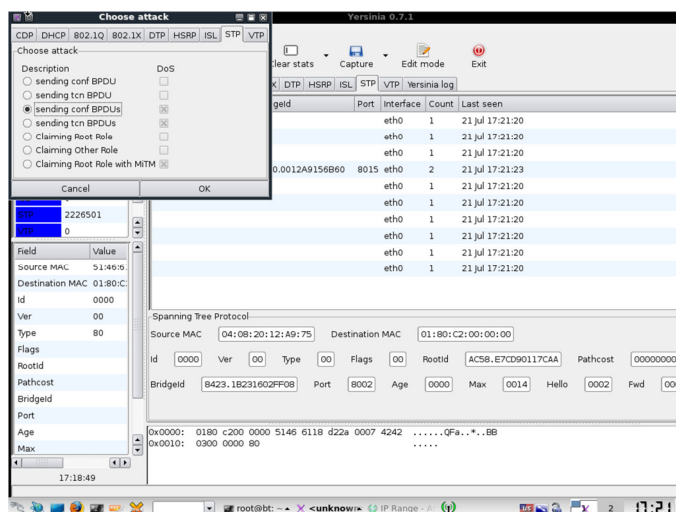 Choose attack
Yersinia 0.7.1
CDP DHCP 802.1Q 802.1X DTP HSRP ISL STP VTP
Choose attack
Description DoS
sending conf BPDU
sending tcn BPDU
sending conf BPDUs
sending tcn BPDUs
Claiming Root Role
Claiming Other Role
Claiming Root Role with MiTM
Cancel OK
Clear stats Capture Edit mode Exit
X DTP HSRP ISL STP VTP Yersinia log
geId Port Interface Count Last seen
eth0 1 21 Jul 17:21:20
eth0 1 21 Jul 17:21:20
eth0 1 21 Jul 17:21:20
0.0012A9156B60 8015 eth0 2 21 Jul 17:21:23
eth0 1 21 Jul 17:21:20
eth0 1 21 Jul 17:21:20
eth0 1 21 Jul 17:21:20
eth0 1 21 Jul 17:21:20
eth0 1 21 Jul 17:21:20
eth0 1 21 Jul 17:21:20
STP 2226501
VTP 0
Field Value
Source MAC 51:46:6
Destination MAC 01:80:C
Id 0000
Ver 00
Type 80
Flags
RootId
Pathcost
BridgeId
Port
Age
Max
17:18:49
Spanning Tree Protocol
Source MAC 04:08:20:12:A9:75 Destination MAC 01:80:C2:00:00:00
Id 0000 Ver 00 Type 00 Flags 00 RootId AC58.E7CD90117CAA Pathcost 00000000
BridgeId 8423.1B231602FF08 Port 8002 Age 0000 Max 0014 Hello 0002 Fwd 00
0x0000: 0180 c200 0000 5146 6118 d22a 0007 4242 ......QFa..*..BB
0x0010: 0300 0000 80 .....
root@bt: ~ <unknow IP Range - A US 2 17:21